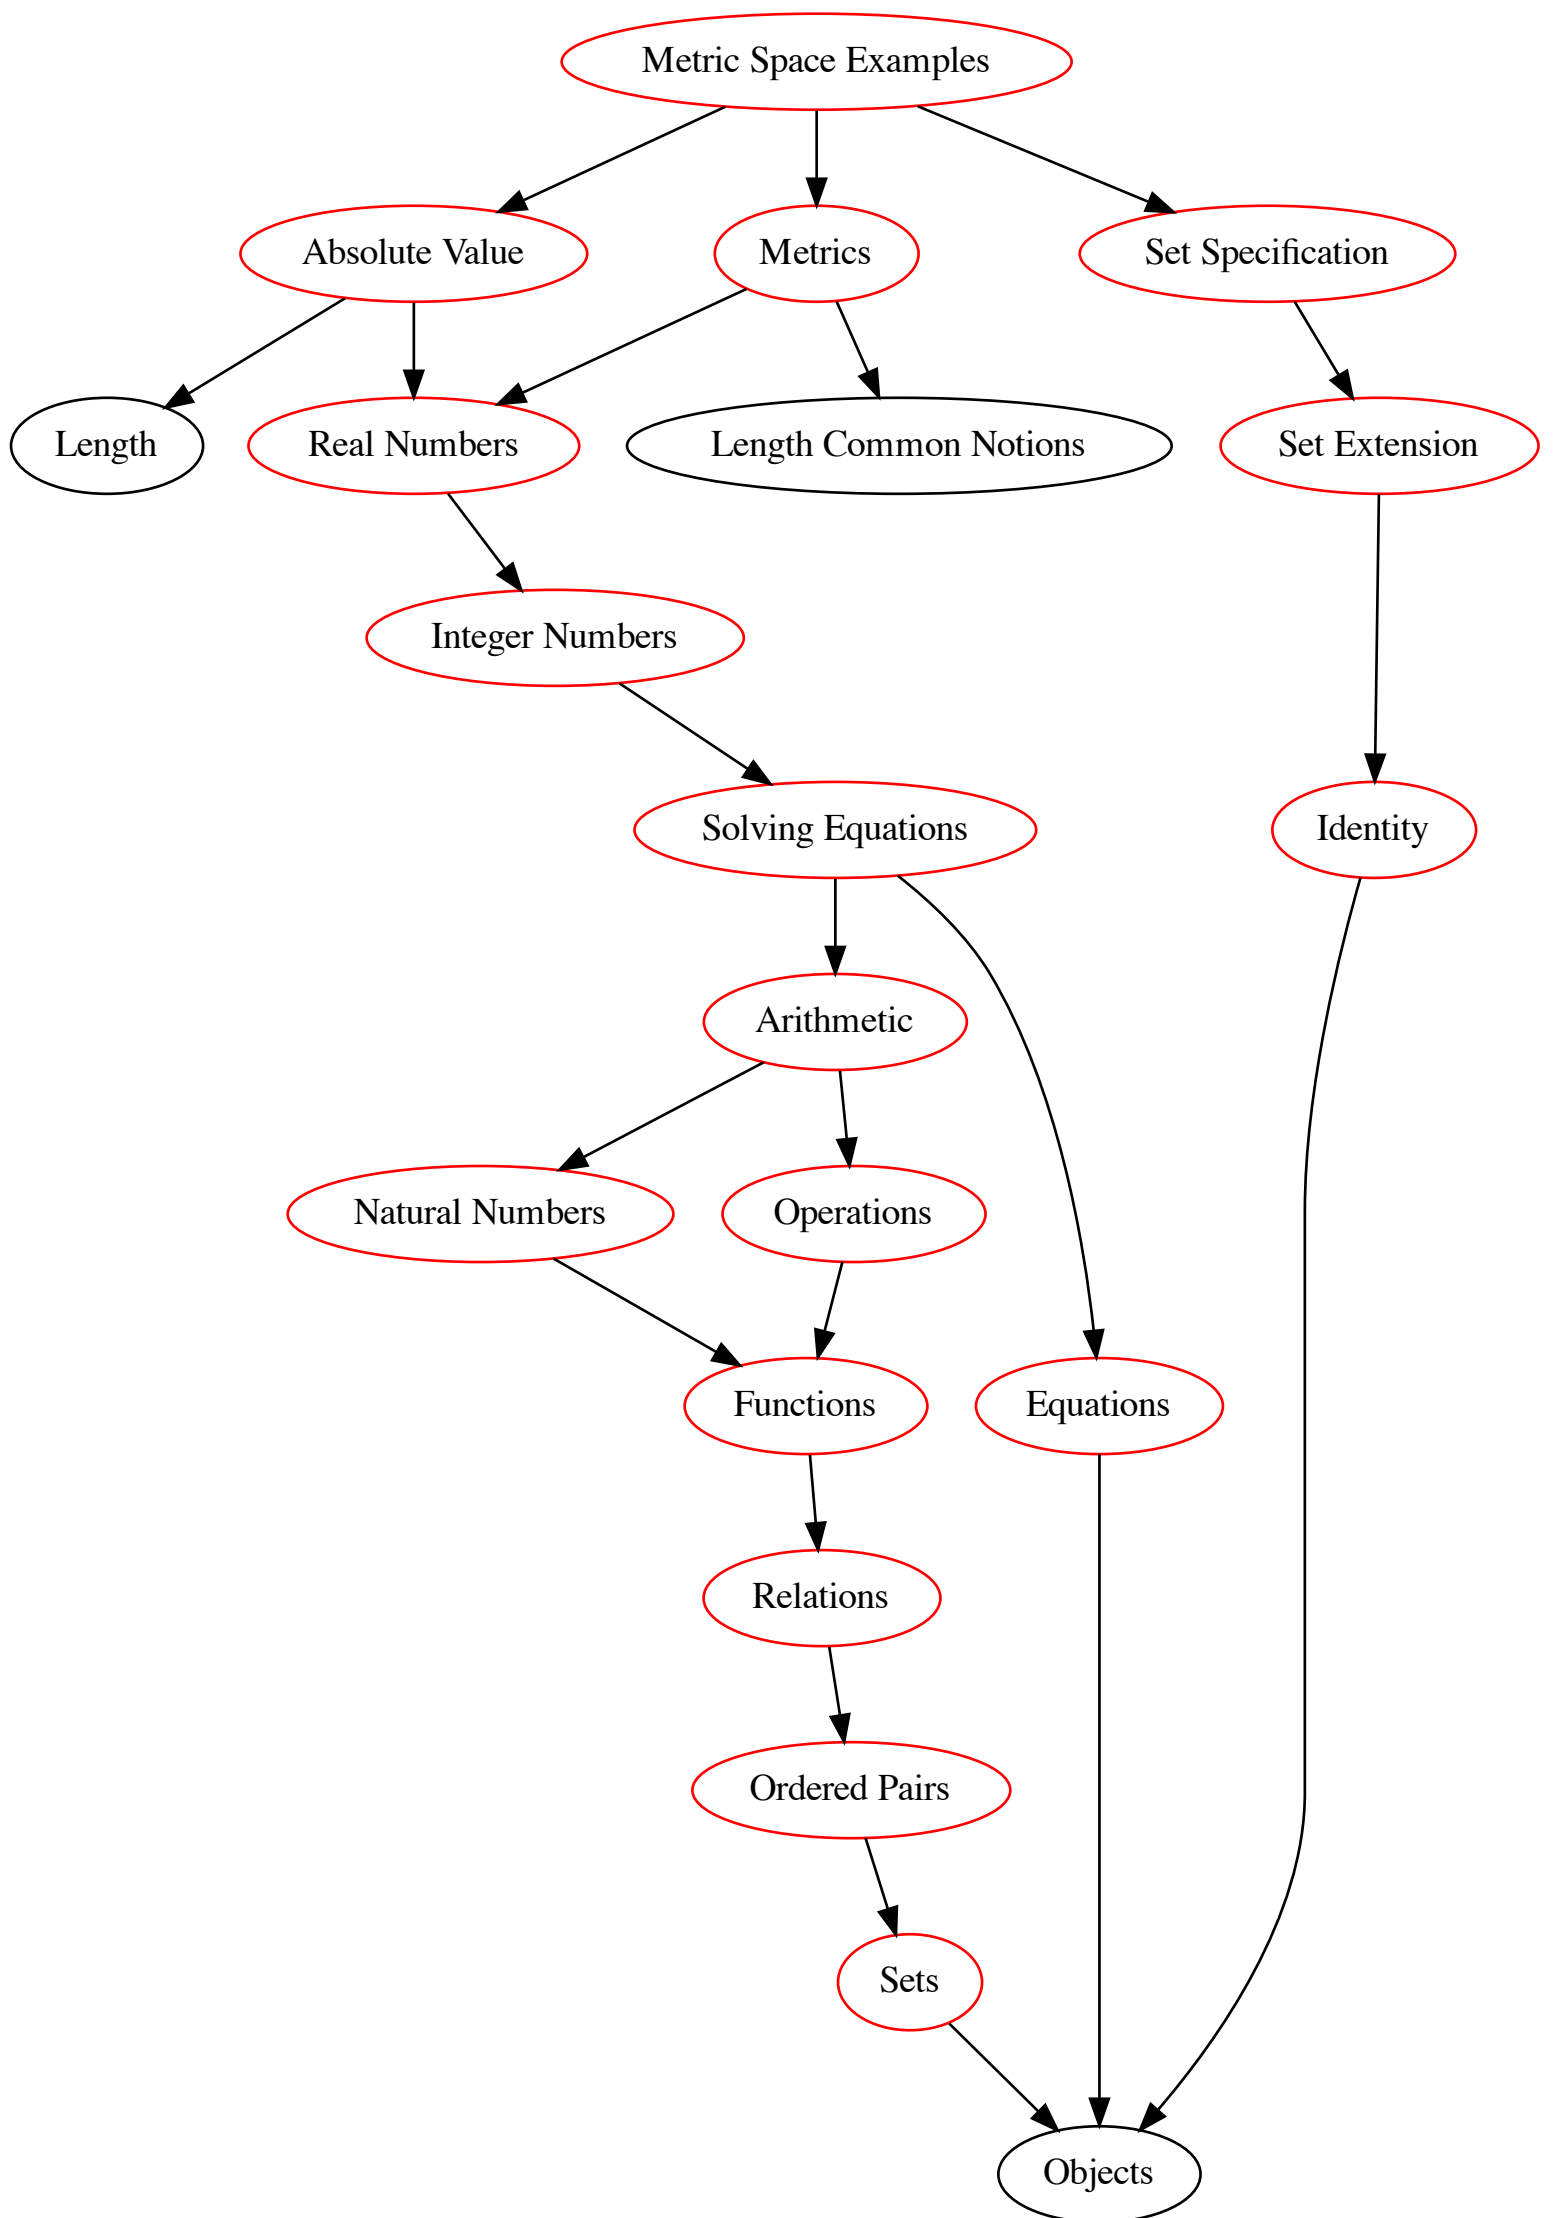 Metric Space Examples
Absolute Value
Metrics
Set Specification
Length
Real Numbers
Length Common Notions
Set Extension
Integer Numbers
Solving Equations
Identity
Arithmetic
Natural Numbers
Operations
Functions
Equations
Relations
Ordered Pairs
Sets
Objects